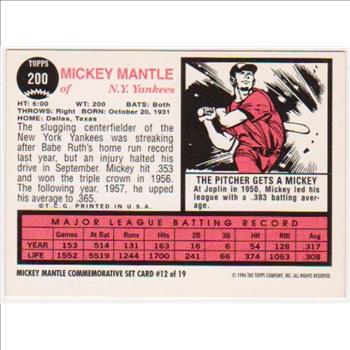 TOPPS
200
MICKEY MANTLE
of N.Y. Yankees
HT: 6:00 WT: 200 BATS: Both
THROWS: Right BORN: October 20, 1931
HOME: Dallas, Texas
The slugging centerfielder of the
New York Yankees was straining
after Babe Ruth's home run record
last year, but an injury halted his
drive in September. Mickey hit .353
and won the triple crown in 1956.
The following year, 1957, he upped
his average to .365.
©T.C.G. PRINTED IN U.S.A.
THE PITCHER GETS A MICKEY
At Joplin in 1950, Mickey led his
league with a .383 batting average.
MAJOR LEAGUE BATTING RECORD
Games At Bat Runs Hits 2B 3B HR RBI Avg.
YEAR 153 514 131 163 16 6 54 128 .317
LIFE 1552 5519 1244 1700 241 66 374 1063 .308
MICKEY MANTLE COMMEMORATIVE SET CARD #12 of 19
© 1996 THE TOPPS COMPANY, INC. ALL RIGHTS RESERVED.